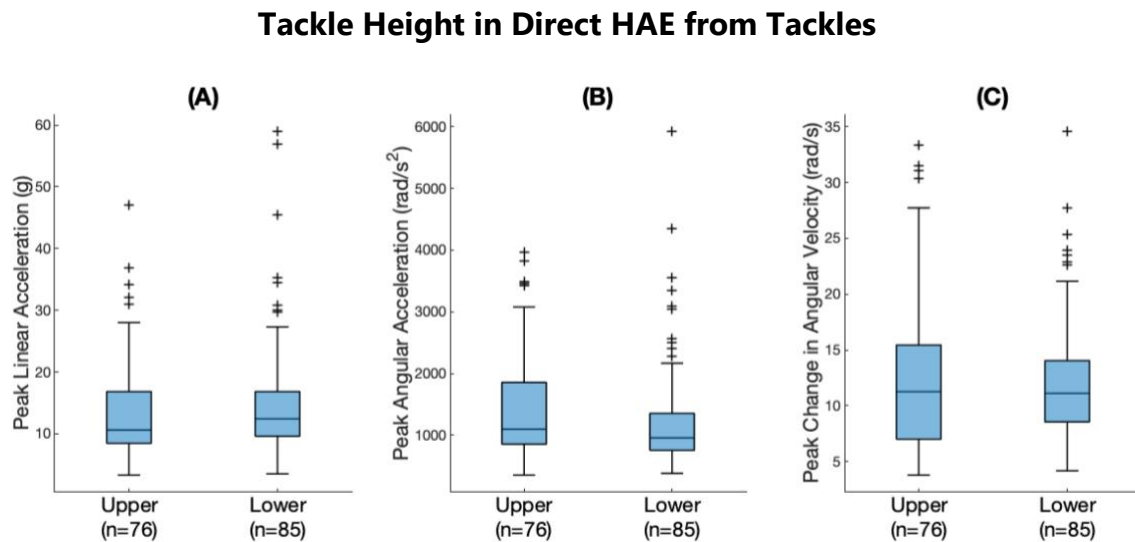 Tackle Height in Direct HAE from Tackles
(A)
Peak Linear Acceleration (g)
60
50
40
30
20
10
Upper
(n=76)
Lower
(n=85)
(B)
Peak Angular Acceleration (rad/s²)
6000
5000
4000
3000
2000
1000
Upper
(n=76)
Lower
(n=85)
(C)
Peak Change in Angular Velocity (rad/s)
35
30
25
20
15
10
5
Upper
(n=76)
Lower
(n=85)